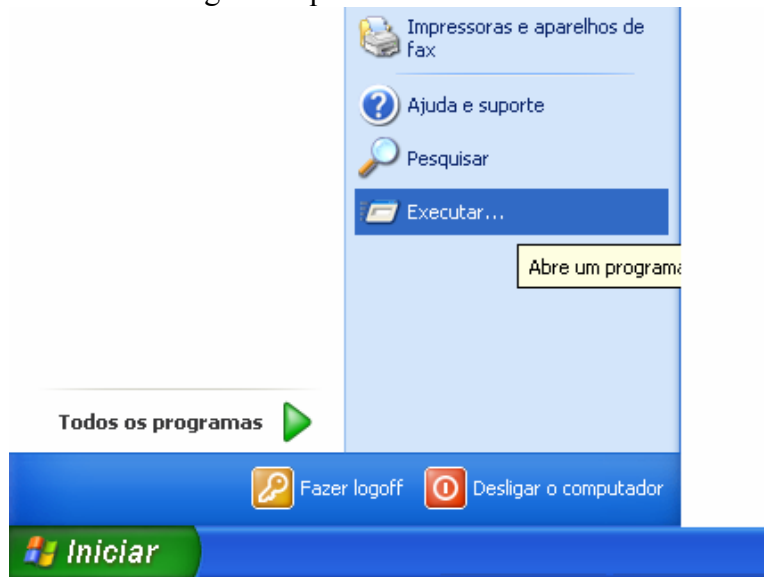 Impressoras e aparelhos de
fax
Ajuda e suporte
Pesquisar
Executar...
Abre um programa
Todos os programas
Fazer logoff Desligar o computador
Iniciar